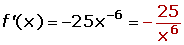 f'(x) = -25x⁻⁶ = -25/x⁶